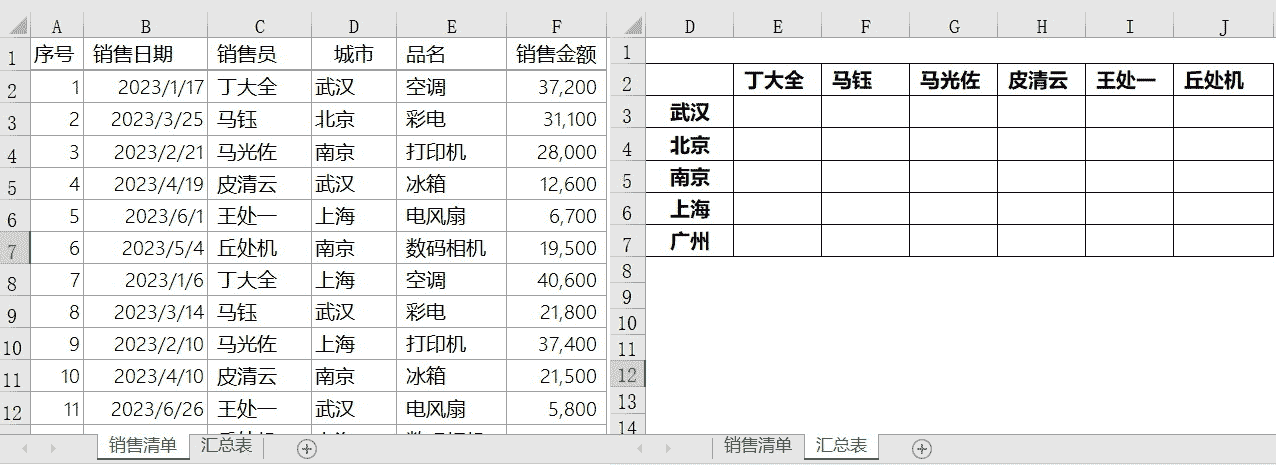 A B C D E F
1 序号 销售日期 销售员 城市 品名 销售金额
2 1 2023/1/17 丁大全 武汉 空调 37,200
3 2 2023/3/25 马钰 北京 彩电 31,100
4 3 2023/2/21 马光佐 南京 打印机 28,000
5 4 2023/4/19 皮清云 武汉 冰箱 12,600
6 5 2023/6/1 王处一 上海 电风扇 6,700
7 6 2023/5/4 丘处机 南京 数码相机 19,500
8 7 2023/1/6 丁大全 上海 空调 40,600
9 8 2023/3/14 马钰 武汉 彩电 21,800
10 9 2023/2/10 马光佐 上海 打印机 37,400
11 10 2023/4/10 皮清云 南京 冰箱 21,500
12 11 2023/6/26 王处一 武汉 电风扇 5,800
销售清单 汇总表
D E F G H I J
1
2 丁大全 马钰 马光佐 皮清云 王处一 丘处机
3 武汉
4 北京
5 南京
6 上海
7 广州
8
9
10
11
12
13
14
销售清单 汇总表